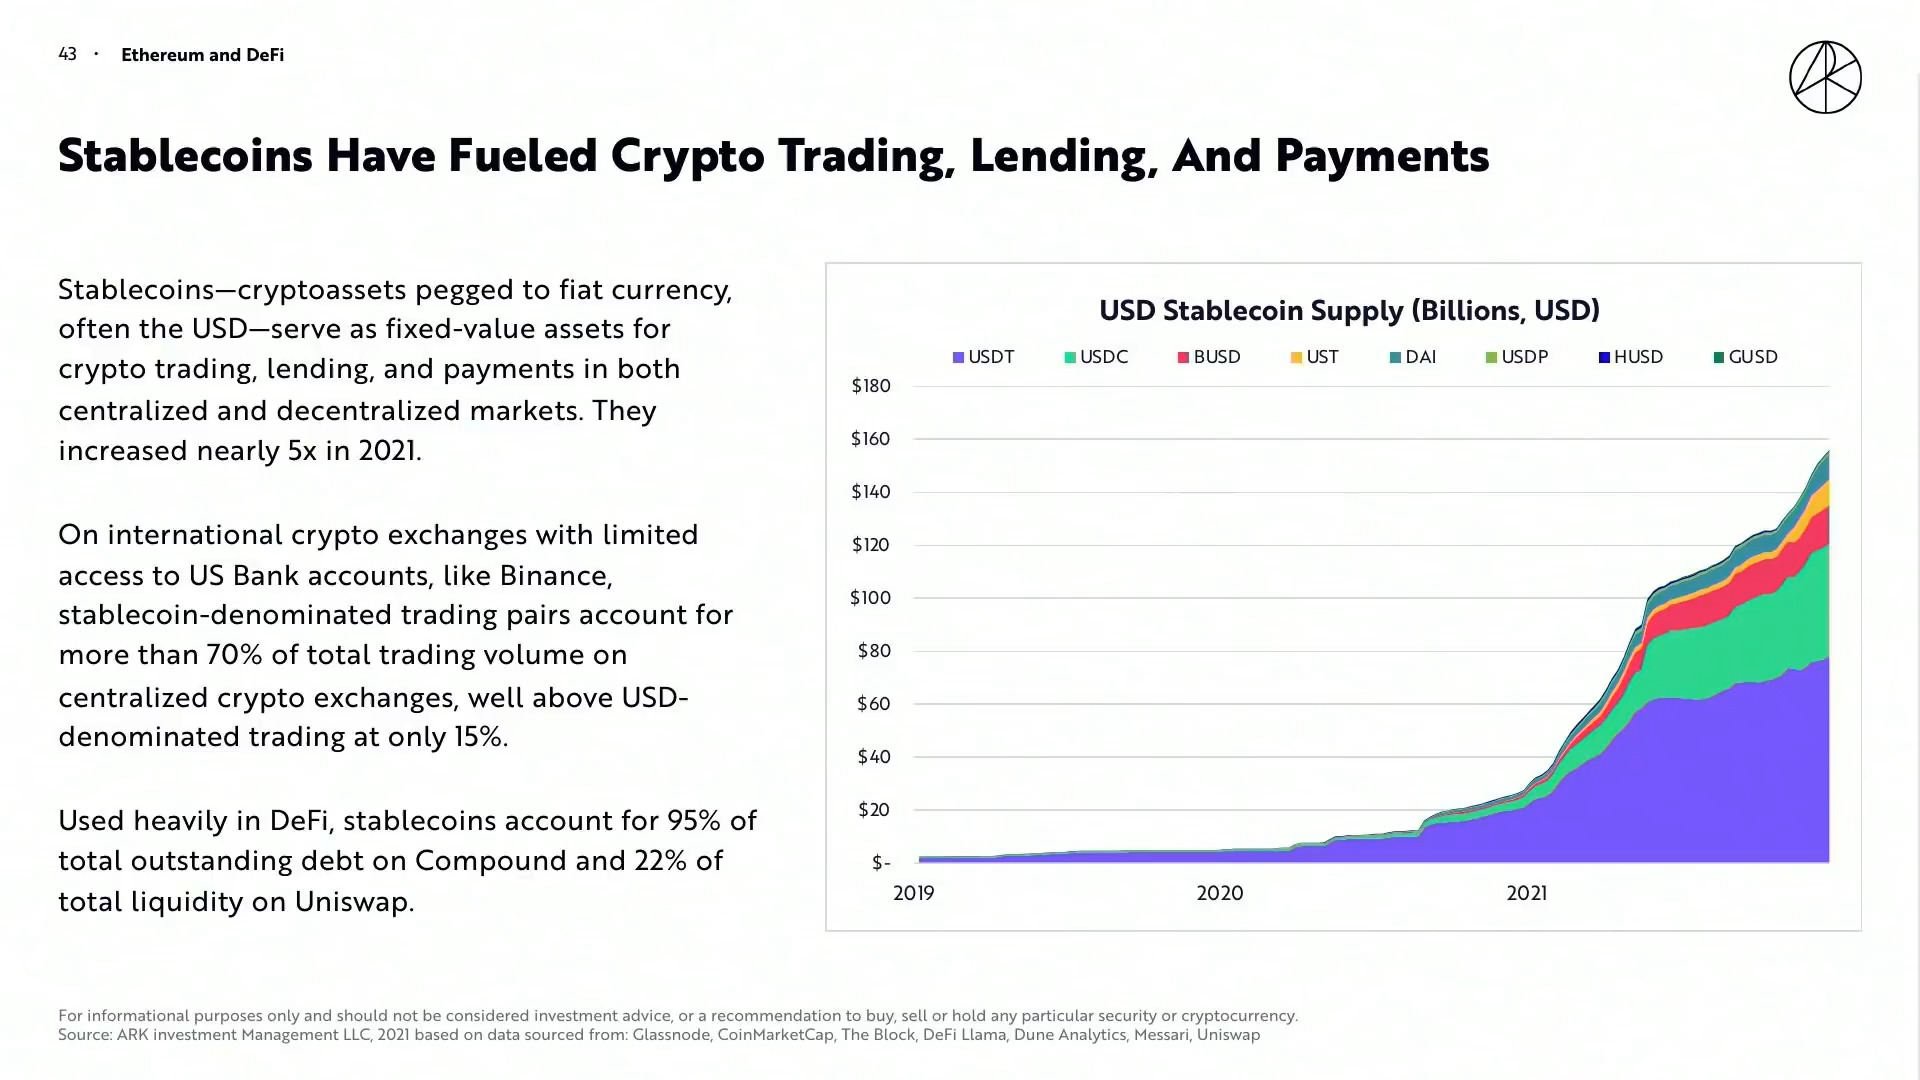 43 · Ethereum and DeFi
Stablecoins Have Fueled Crypto Trading, Lending, And Payments
Stablecoins—cryptoassets pegged to fiat currency,
often the USD—serve as fixed-value assets for
crypto trading, lending, and payments in both
centralized and decentralized markets. They
increased nearly 5x in 2021.
On international crypto exchanges with limited
access to US Bank accounts, like Binance,
stablecoin-denominated trading pairs account for
more than 70% of total trading volume on
centralized crypto exchanges, well above USD-
denominated trading at only 15%.
Used heavily in DeFi, stablecoins account for 95% of
total outstanding debt on Compound and 22% of
total liquidity on Uniswap.
USD Stablecoin Supply (Billions, USD)
USDT USDC BUSD UST DAI USDP HUSD GUSD
$180
$160
$140
$120
$100
$80
$60
$40
$20
$-
2019 2020 2021
For informational purposes only and should not be considered investment advice, or a recommendation to buy, sell or hold any particular security or cryptocurrency.
Source: ARK investment Management LLC, 2021 based on data sourced from: Glassnode, CoinMarketCap, The Block, DeFi Llama, Dune Analytics, Messari, Uniswap